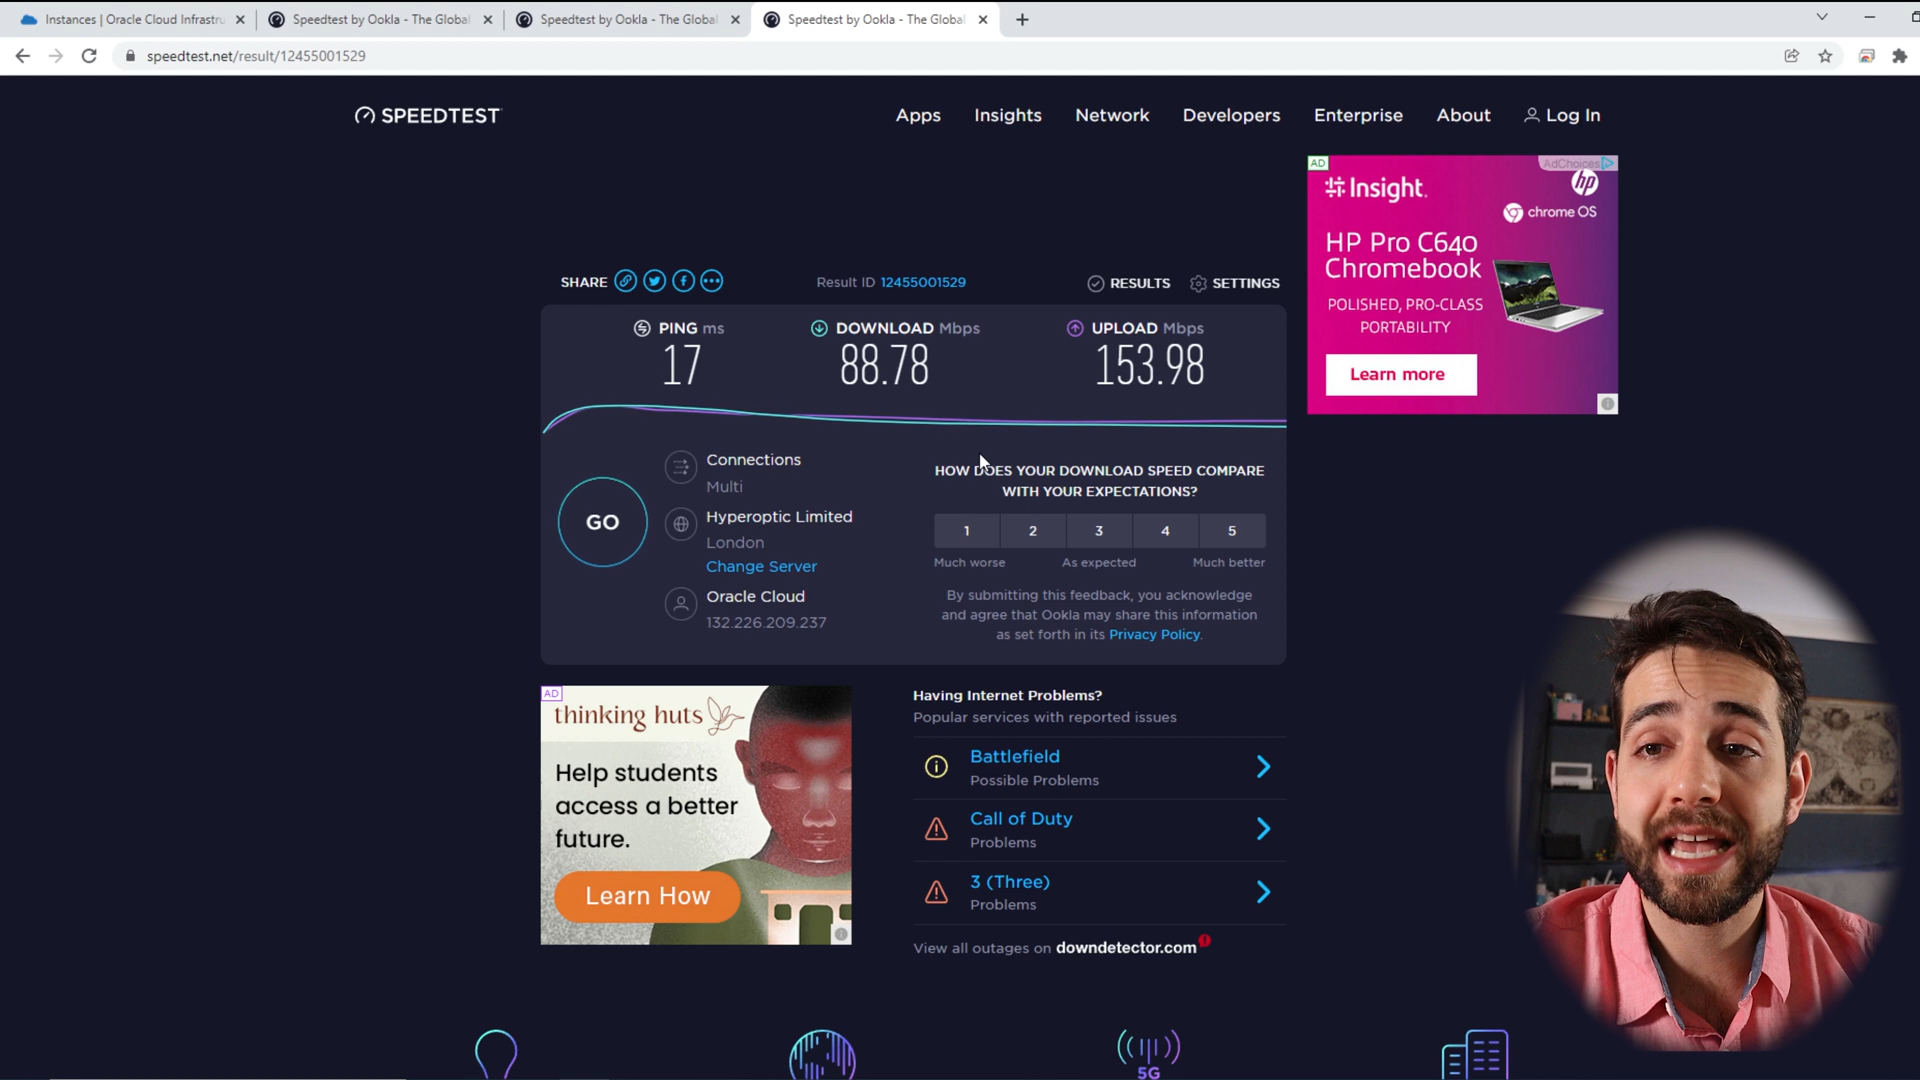 Instances | Oracle Cloud Infrastru
Speedtest by Ookla - The Global
Speedtest by Ookla - The Global
Speedtest by Ookla - The Global
speedtest.net/result/12455001529
SPEEDTEST
Apps
Insights
Network
Developers
Enterprise
About
Log In
AD
AdChoices
Insight.
hp
chrome OS
HP Pro C640
Chromebook
POLISHED, PRO-CLASS
PORTABILITY
Learn more
SHARE
Result ID 12455001529
RESULTS
SETTINGS
PING ms
17
DOWNLOAD Mbps
88.78
UPLOAD Mbps
153.98
GO
Connections
Multi
Hyperoptic Limited
London
Change Server
Oracle Cloud
132.226.209.237
HOW DOES YOUR DOWNLOAD SPEED COMPARE
WITH YOUR EXPECTATIONS?
1 2 3 4 5
Much worse As expected Much better
By submitting this feedback, you acknowledge
and agree that Ookla may share this information
as set forth in its Privacy Policy.
AD
thinking huts
Help students
access a better
future.
Learn How
Having Internet Problems?
Popular services with reported issues
Battlefield
Possible Problems
Call of Duty
Problems
3 (Three)
Problems
View all outages on downdetector.com
5G